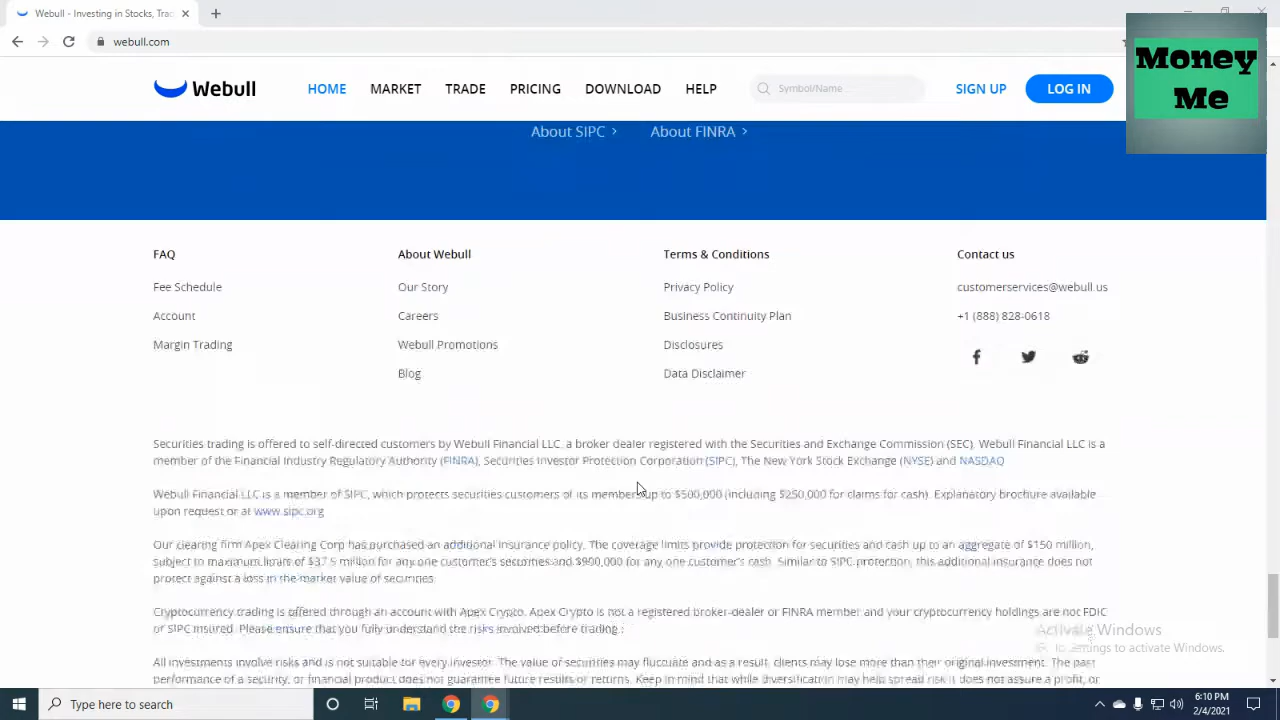 Webull - Investing in Stocks, Trac
webull.com
Money
Me
Webull
HOME MARKET TRADE PRICING DOWNLOAD HELP Symbol/Name ... SIGN UP LOG IN
About SIPC > About FINRA >
FAQ About Webull Terms & Conditions Contact us
Fee Schedule Our Story Privacy Policy customerservices@webull.us
Account Careers Business Continuity Plan +1 (888) 828-0618
Margin Trading Webull Promotions Disclosures
Blog Data Disclaimer
Securities trading is offered to self-directed customers by Webull Financial LLC, a broker dealer registered with the Securities and Exchange Commission (SEC). Webull Financial LLC is a
member of the Financial Industry Regulatory Authority (FINRA), Securities Investor Protection Corporation (SIPC), The New York Stock Exchange (NYSE) and NASDAQ
Webull Financial LLC is a member of SIPC, which protects securities customers of its members up to $500,000 (including $250,000 for claims for cash). Explanatory brochure available
upon request or at www.sipc.org
Our clearing firm Apex Clearing Corp has purchased an additional insurance policy. The coverage limits provide protection for securities and cash up to an aggregate of $150 million,
subject to maximum limits of $37.5 million for any one customer's securities and $900,000 for any one customer's cash. Similar to SIPC protection, this additional insurance does not
protect against a loss in the market value of securities.
Cryptocurrency trading is offered through an account with Apex Crypto. Apex Crypto is not a registered broker-dealer or FINRA member and your cryptocurrency holdings are not FDIC
or SIPC insured. Please ensure that you fully understand the risks involved before trading
All investments involve risks and is not suitable for every investor. The value of securities may fluctuate and as a result, clients may lose more than their original investment. The past
performance of a security, or financial product does not guarantee future results or returns. Keep in mind that while diversification may help spread risk it does not assure a profit, or
Activate Windows
to activate Windows.
Type here to search
6:10 PM
2/4/2021